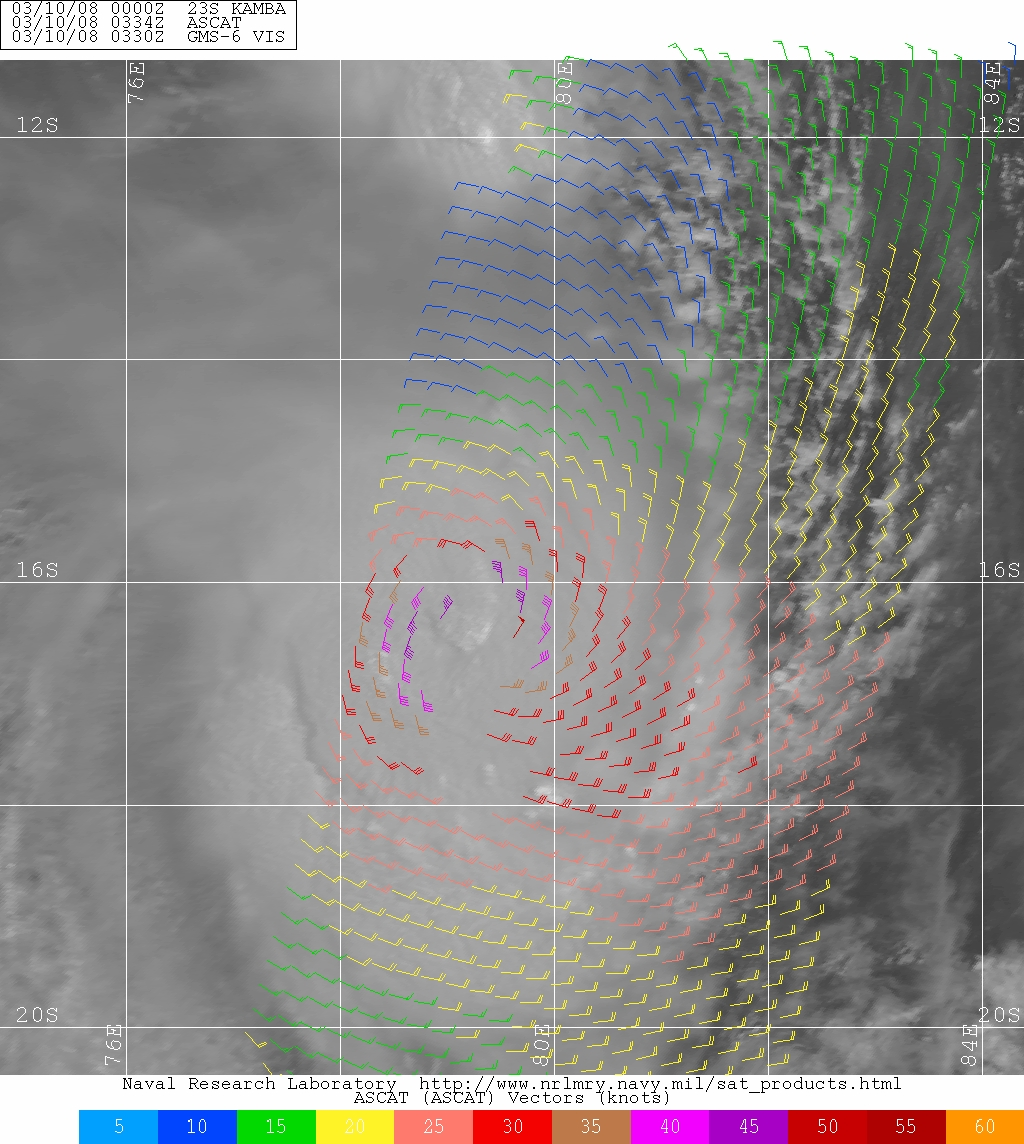 03/10/08 0000Z 23S KAMBA
03/10/08 0334Z ASCAT
03/10/08 0330Z GMS-6 VIS
76E
80E
84E
12S
12S
16S
16S
20S
20S
76E
80E
84E
Naval Research Laboratory http://www.nrlmry.navy.mil/sat_products.html
ASCAT (ASCAT) Vectors (knots)
5 10 15 20 25 30 35 40 45 50 55 60